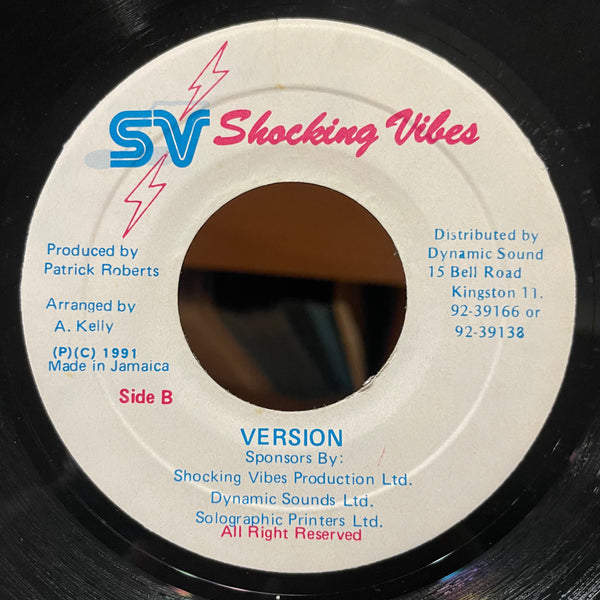 SV Shocking Vibes
Produced by
Patrick Roberts
Arranged by
A. Kelly
(P)(C) 1991
Made in Jamaica
Side B
Distributed by
Dynamic Sound
15 Bell Road
Kingston 11.
92-39166 or
92-39138
VERSION
Sponsors By:
Shocking Vibes Production Ltd.
Dynamic Sounds Ltd.
Solographic Printers Ltd.
All Right Reserved